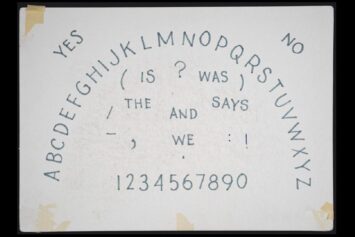 YES NO
ABCDEFGHIJKLMNOPQRSTUVWXYZ
( IS ? WAS )
/ THE AND SAYS
– , WE : !
.
1234567890